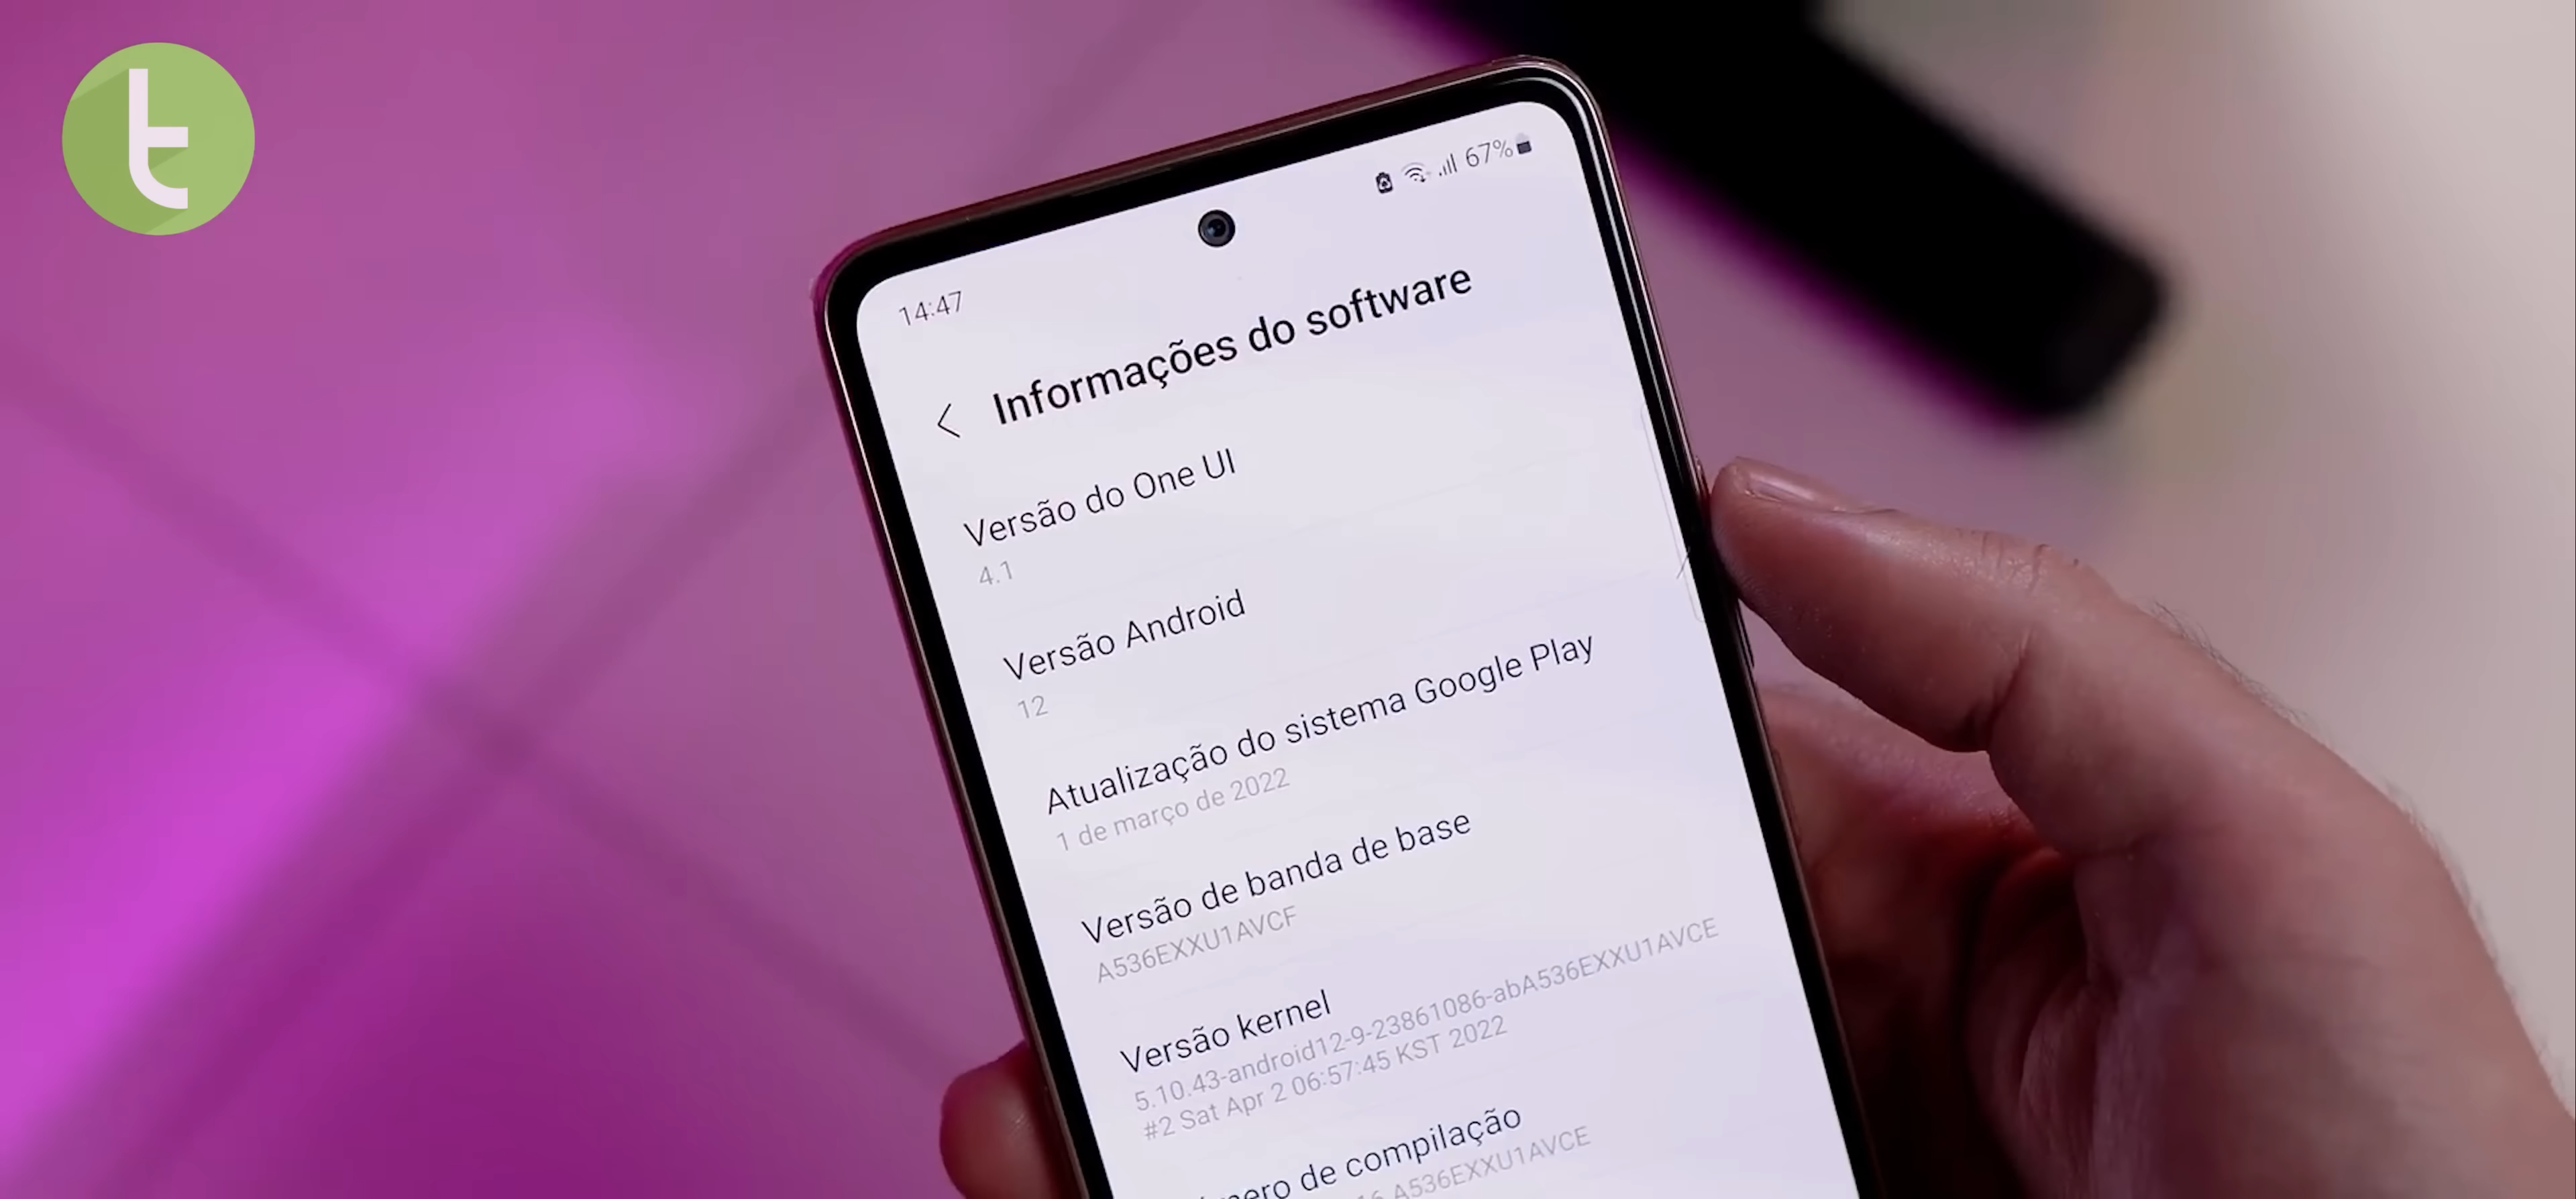 t
14:47
67%
Informações do software
Versão do One UI
4.1
Versão Android
12
Atualização do sistema Google Play
1 de março de 2022
Versão de banda de base
A536EXXU1AVCF
Versão kernel
5.10.43-android12-9-23861086-abA536EXXU1AVCE
#2 Sat Apr 2 06:57:45 KST 2022
de compilação
A536EXXU1AVCE